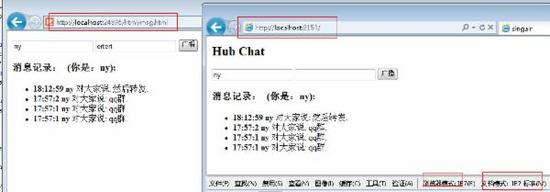 http://localhost:24896/html/msg.html
ny
ertert
广播
消息记录： (你是: ny):
18:12:59 ny 对大家说: 然后转发.
17:57:2 ny 对大家说: qq群.
17:57:1 ny 对大家说: qq群.
17:57:1 ny 对大家说: qq群.
http://localhost:2151/
singalr
Hub Chat
ny
广播
消息记录： (你是: ny):
18:12:59 ny 对大家说: 然后转发.
17:57:2 ny 对大家说: qq群.
17:57:1 ny 对大家说: qq群.
17:57:1 ny 对大家说: qq群.
文件(F) 查找(N) 禁用(S) 查看(V) 图像(I) 缓存(C) 工具(T) 验证(A) 浏览器模式: IE7(B) 文档模式: IE7 标准(M)